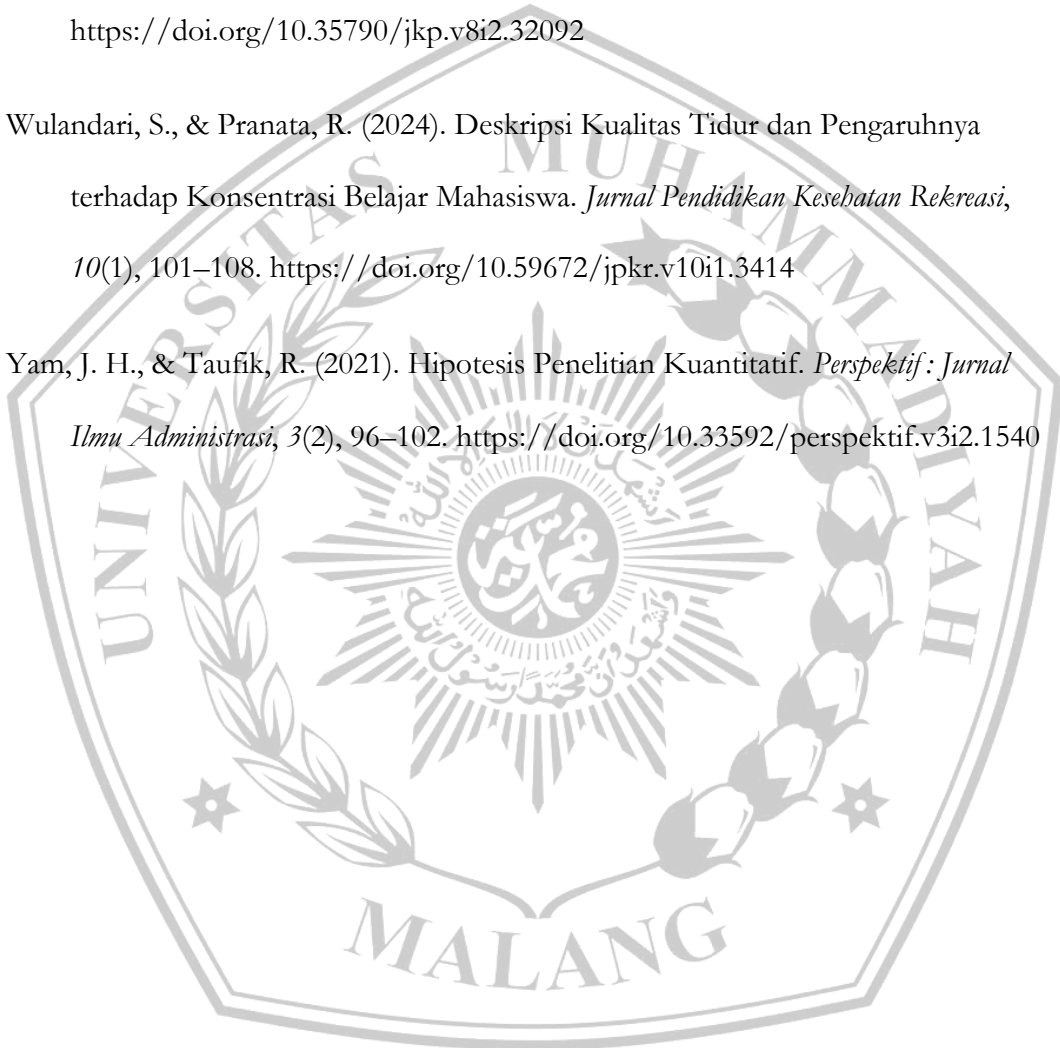 https://doi.org/10.35790/jkp.v8i2.32092
Wulandari, S., & Pranata, R. (2024). Deskripsi Kualitas Tidur dan Pengaruhnya
terhadap Konsentrasi Belajar Mahasiswa. Jurnal Pendidikan Kesehatan Rekreasi,
10(1), 101–108. https://doi.org/10.59672/jpkr.v10i1.3414
Yam, J. H., & Taufik, R. (2021). Hipotesis Penelitian Kuantitatif. Perspektif : Jurnal
Ilmu Administrasi, 3(2), 96–102. https://doi.org/10.33592/perspektif.v3i2.1540
UNIVERSITAS MUHAMMADIYAH
MALANG